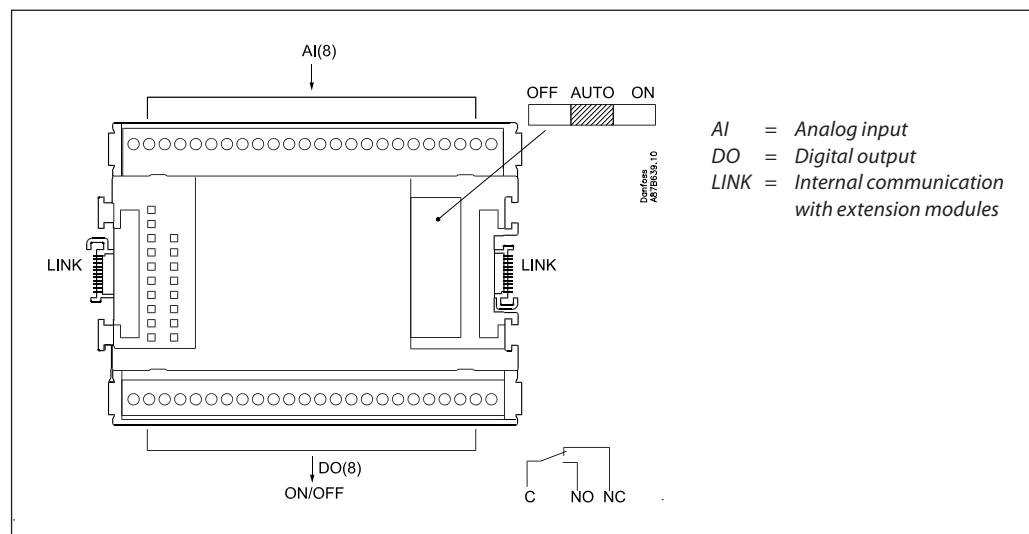 AI(8)
OFF AUTO ON
AI = Analog input
DO = Digital output
LINK = Internal communication
with extension modules
Danfoss
A87B639.10
LINK
LINK
DO(8)
ON/OFF
C NO NC